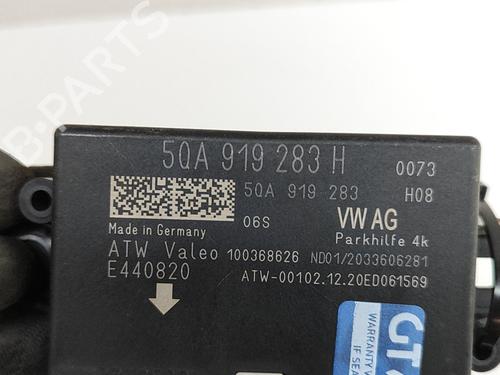 5QA 919 283 H
0073
5QA 919 283
H08
06S
VW AG
Made in Germany
Parkhilfe 4k
ATW Valeo 100368626 ND01/2033606281
E440820
ATW-00102.12.20ED061569
GT
WARRANTY V
IF SEA
B-PARTS